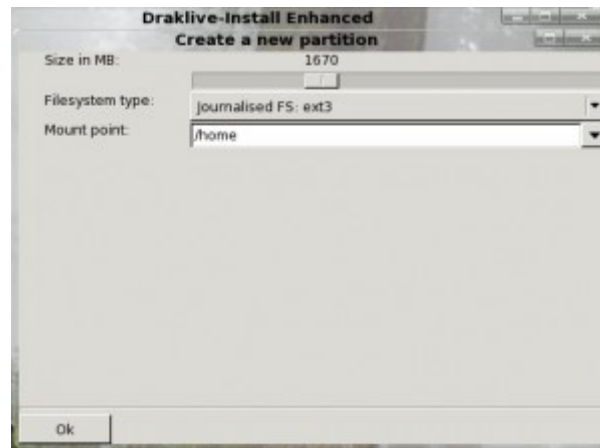 Draklive-Install Enhanced
Create a new partition
Size in MB:
1670
Filesystem type:
Journalised FS: ext3
Mount point:
/home
Ok